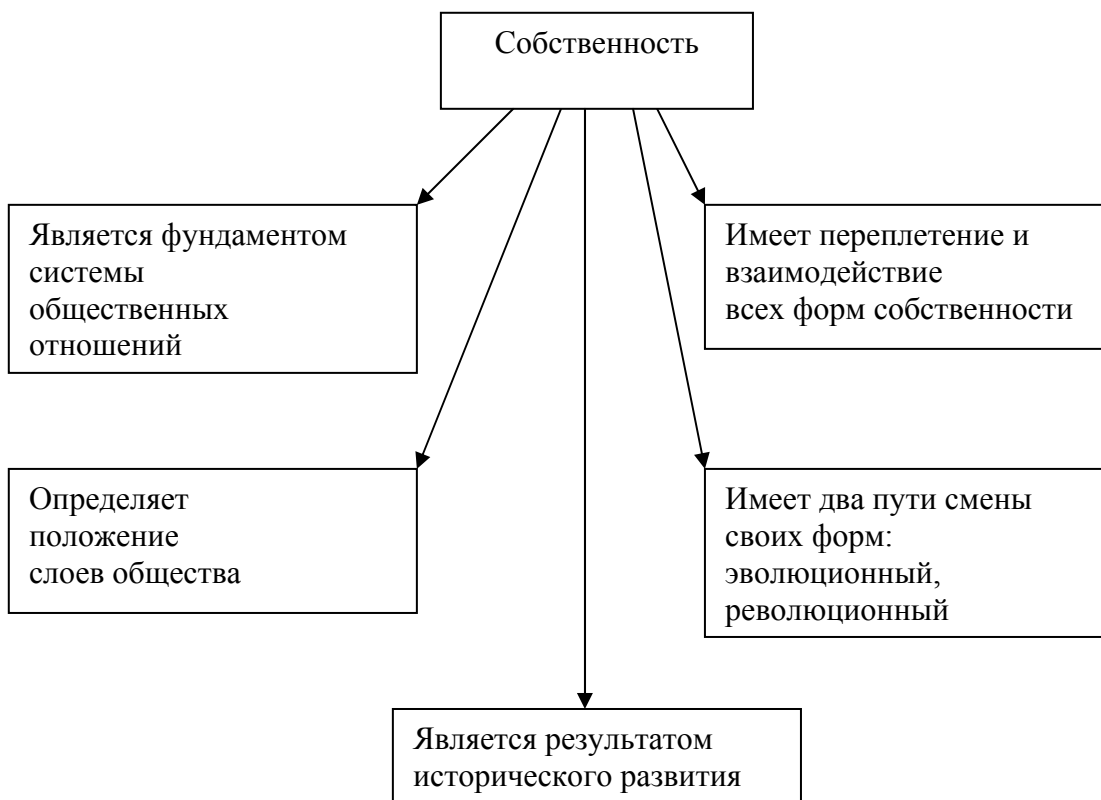 Собственность
Является фундаментом
системы
общественных
отношений
Имеет переплетение и
взаимодействие
всех форм собственности
Определяет
положение
слоев общества
Имеет два пути смены
своих форм:
эволюционный,
революционный
Является результатом
исторического развития